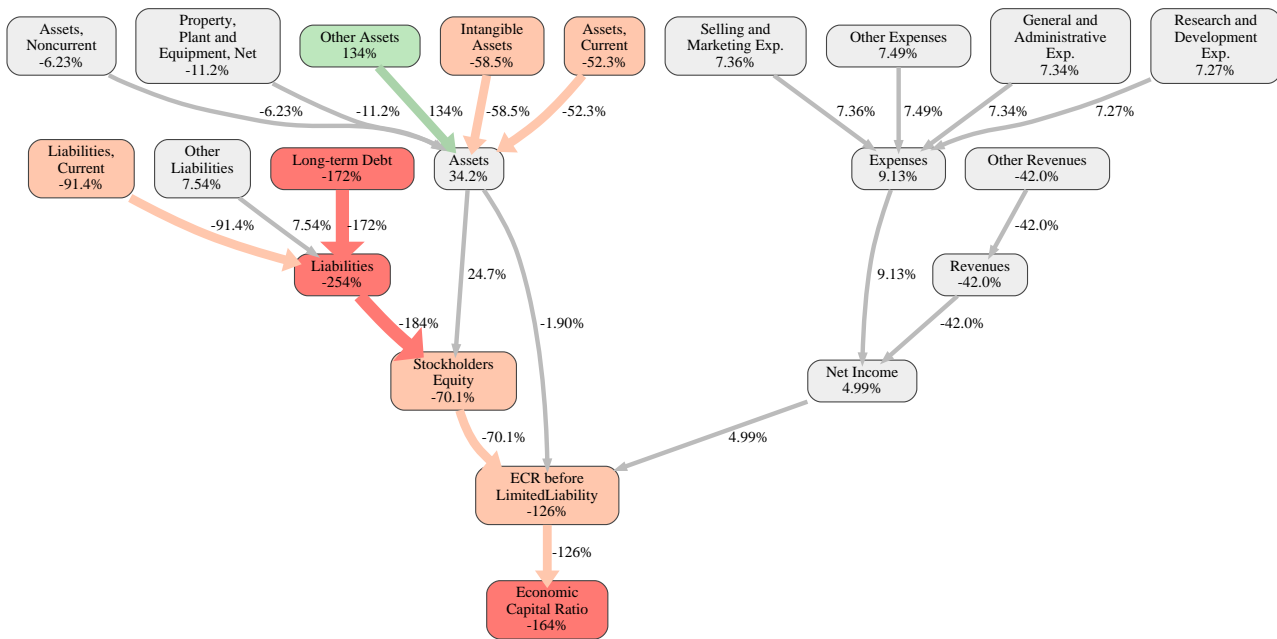 Assets,
Noncurrent
-6.23%
Property,
Plant and
Equipment, Net
-11.2%
Other Assets
134%
Intangible
Assets
-58.5%
Assets,
Current
-52.3%
Selling and
Marketing Exp.
7.36%
Other Expenses
7.49%
General and
Administrative
Exp.
7.34%
Research and
Development
Exp.
7.27%
-6.23%
-11.2%
134%
-58.5%
-52.3%
7.36%
7.49%
7.34%
7.27%
Liabilities,
Current
-91.4%
Other
Liabilities
7.54%
Long-term Debt
-172%
Assets
34.2%
Expenses
9.13%
Other Revenues
-42.0%
-91.4%
7.54%
-172%
-42.0%
Liabilities
-254%
24.7%
9.13%
Revenues
-42.0%
-184%
-1.90%
-42.0%
Stockholders
Equity
-70.1%
Net Income
4.99%
-70.1%
4.99%
ECR before
LimitedLiability
-126%
-126%
Economic
Capital Ratio
-164%